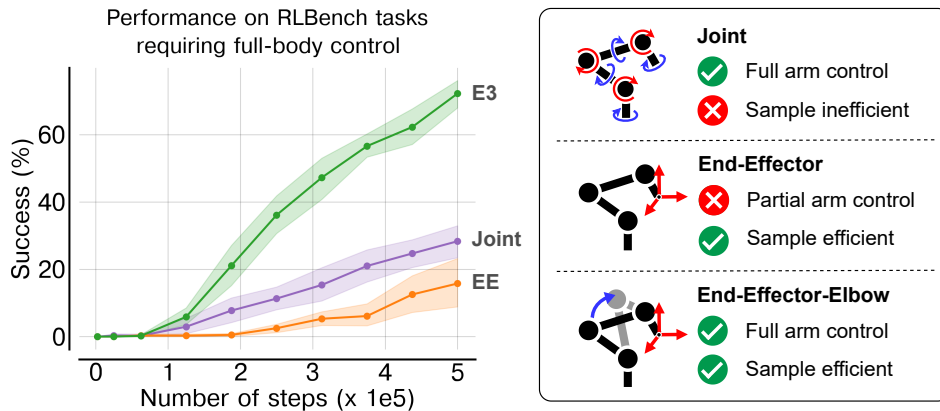 Performance on RLBench tasks
requiring full-body control
Success (%)
60
40
20
0
0 1 2 3 4 5
Number of steps (x 1e5)
E3
Joint
EE
Joint
Full arm control
Sample inefficient
End-Effector
Partial arm control
Sample efficient
End-Effector-Elbow
Full arm control
Sample efficient